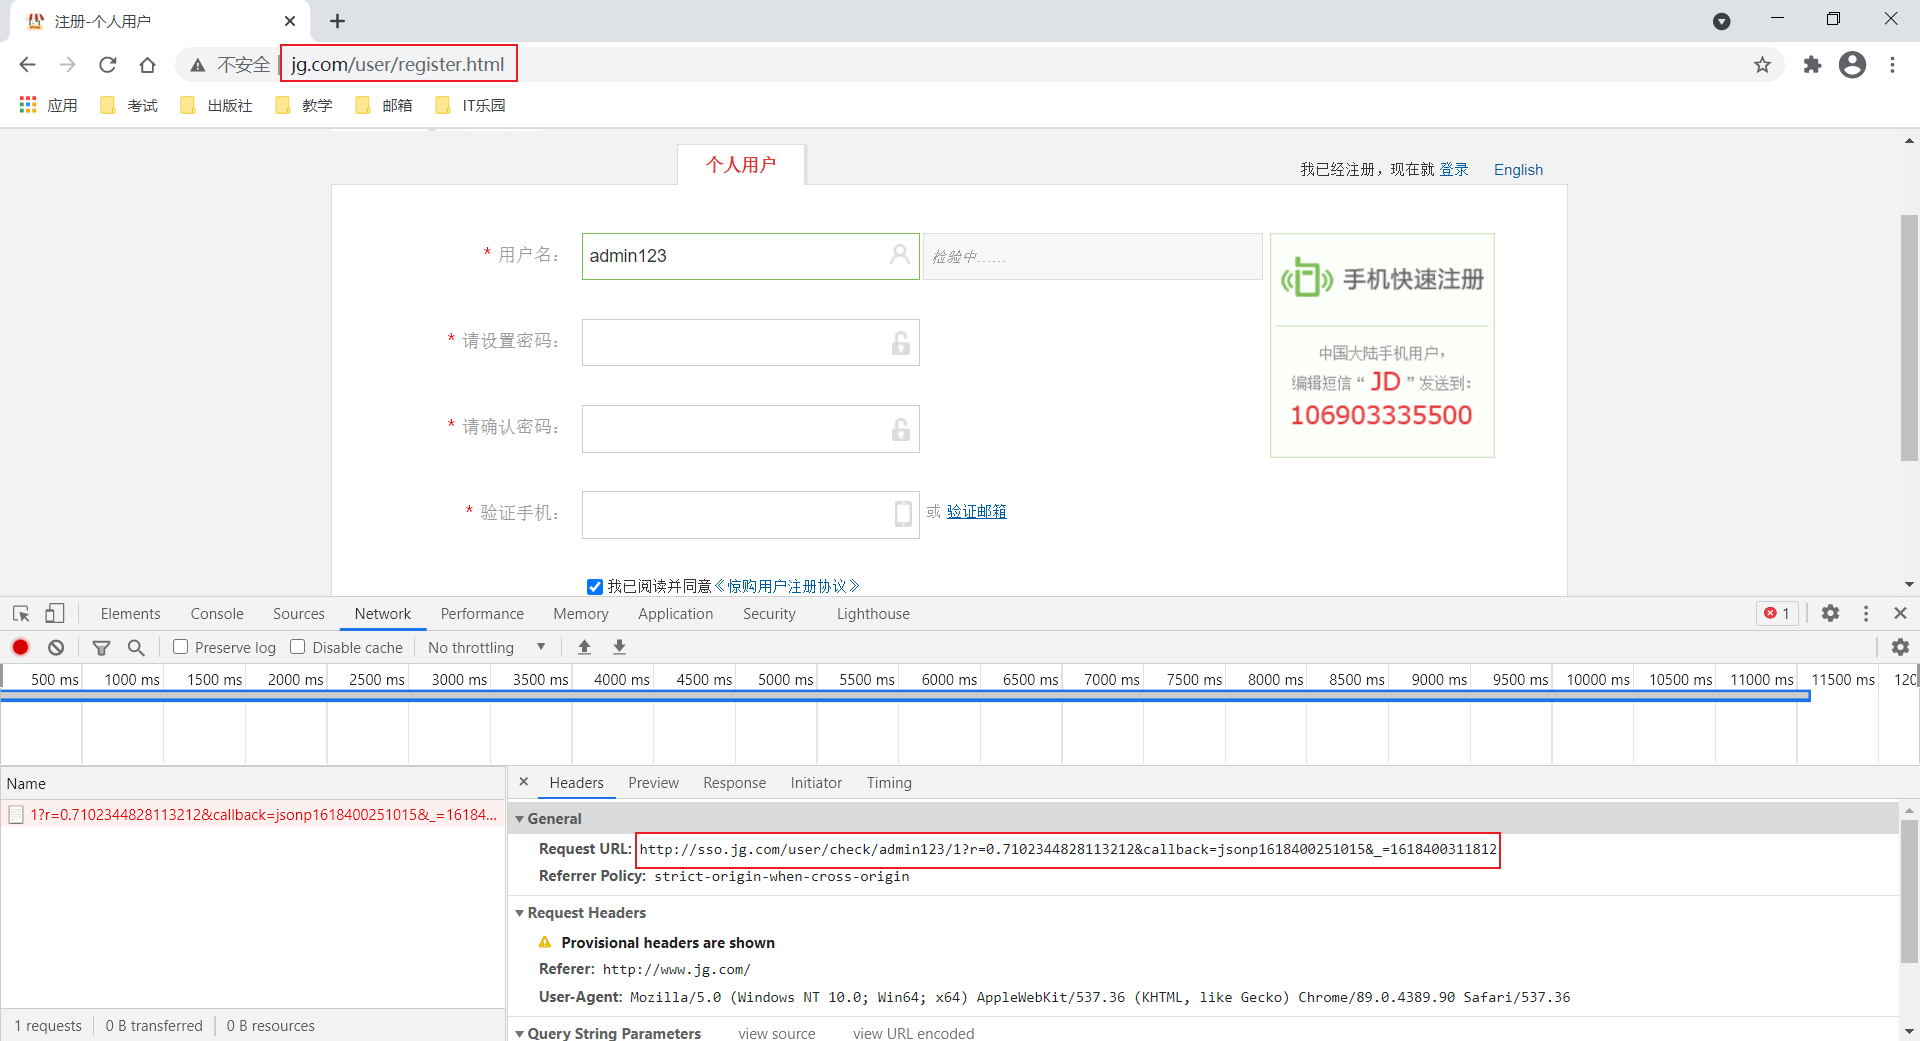 注册-个人用户
不安全 | jg.com/user/register.html
应用 考试 出版社 教学 邮箱 IT乐园
个人用户
我已经注册，现在就 登录 English
* 用户名： admin123 检验中......
手机快速注册
* 请设置密码：
中国大陆手机用户，
编辑短信“ JD ”发送到：
106903335500
* 请确认密码：
* 验证手机： 或 验证邮箱
我已阅读并同意《惊购用户注册协议》
Elements Console Sources Network Performance Memory Application Security Lighthouse 1
Preserve log Disable cache No throttling
500 ms 1000 ms 1500 ms 2000 ms 2500 ms 3000 ms 3500 ms 4000 ms 4500 ms 5000 ms 5500 ms 6000 ms 6500 ms 7000 ms 7500 ms 8000 ms 8500 ms 9000 ms 9500 ms 10000 ms 10500 ms 11000 ms 11500 ms 120
Name
1?r=0.7102344828113212&callback=jsonp1618400251015&_=16184...
Headers Preview Response Initiator Timing
General
Request URL: http://sso.jg.com/user/check/admin123/1?r=0.7102344828113212&callback=jsonp1618400251015&_=1618400311812
Referrer Policy: strict-origin-when-cross-origin
Request Headers
Provisional headers are shown
Referer: http://www.jg.com/
User-Agent: Mozilla/5.0 (Windows NT 10.0; Win64; x64) AppleWebKit/537.36 (KHTML, like Gecko) Chrome/89.0.4389.90 Safari/537.36
Query String Parameters view source view URL encoded
1 requests 0 B transferred 0 B resources